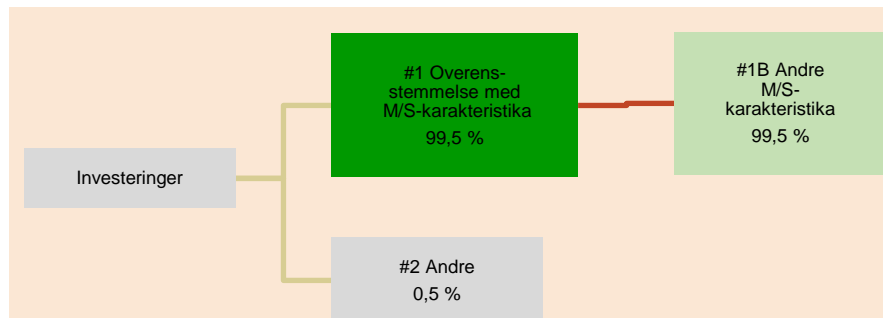 Investeringer
#1 Overens-
stemmelse med
M/S-karakteristika
99,5 %
#1B Andre
M/S-
karakteristika
99,5 %
#2 Andre
0,5 %